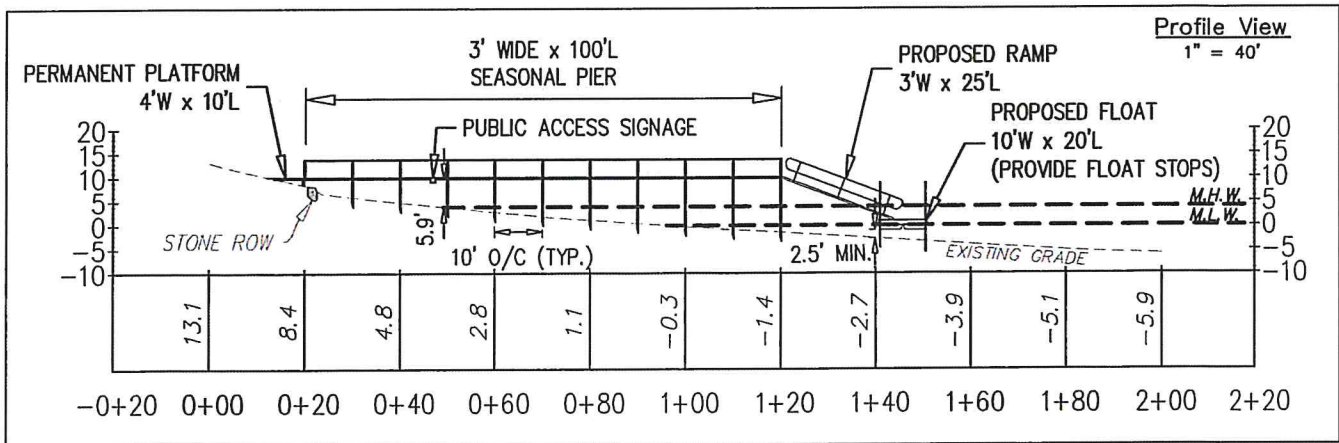 Profile View
1" = 40'
3' WIDE x 100'L
SEASONAL PIER
PERMANENT PLATFORM
4'W x 10'L
PROPOSED RAMP
3'W x 25'L
PUBLIC ACCESS SIGNAGE
PROPOSED FLOAT
10'W x 20'L
(PROVIDE FLOAT STOPS)
20
15
10
5
0
-5
-10
20
15
10
5
0
-5
-10
M.H.W.
M.L.W.
STONE ROW
5.9'
10' O/C (TYP.)
2.5' MIN.
EXISTING GRADE
13.1
8.4
4.8
2.8
1.1
-0.3
-1.4
-2.7
-3.9
-5.1
-5.9
-0+20 0+00 0+20 0+40 0+60 0+80 1+00 1+20 1+40 1+60 1+80 2+00 2+20